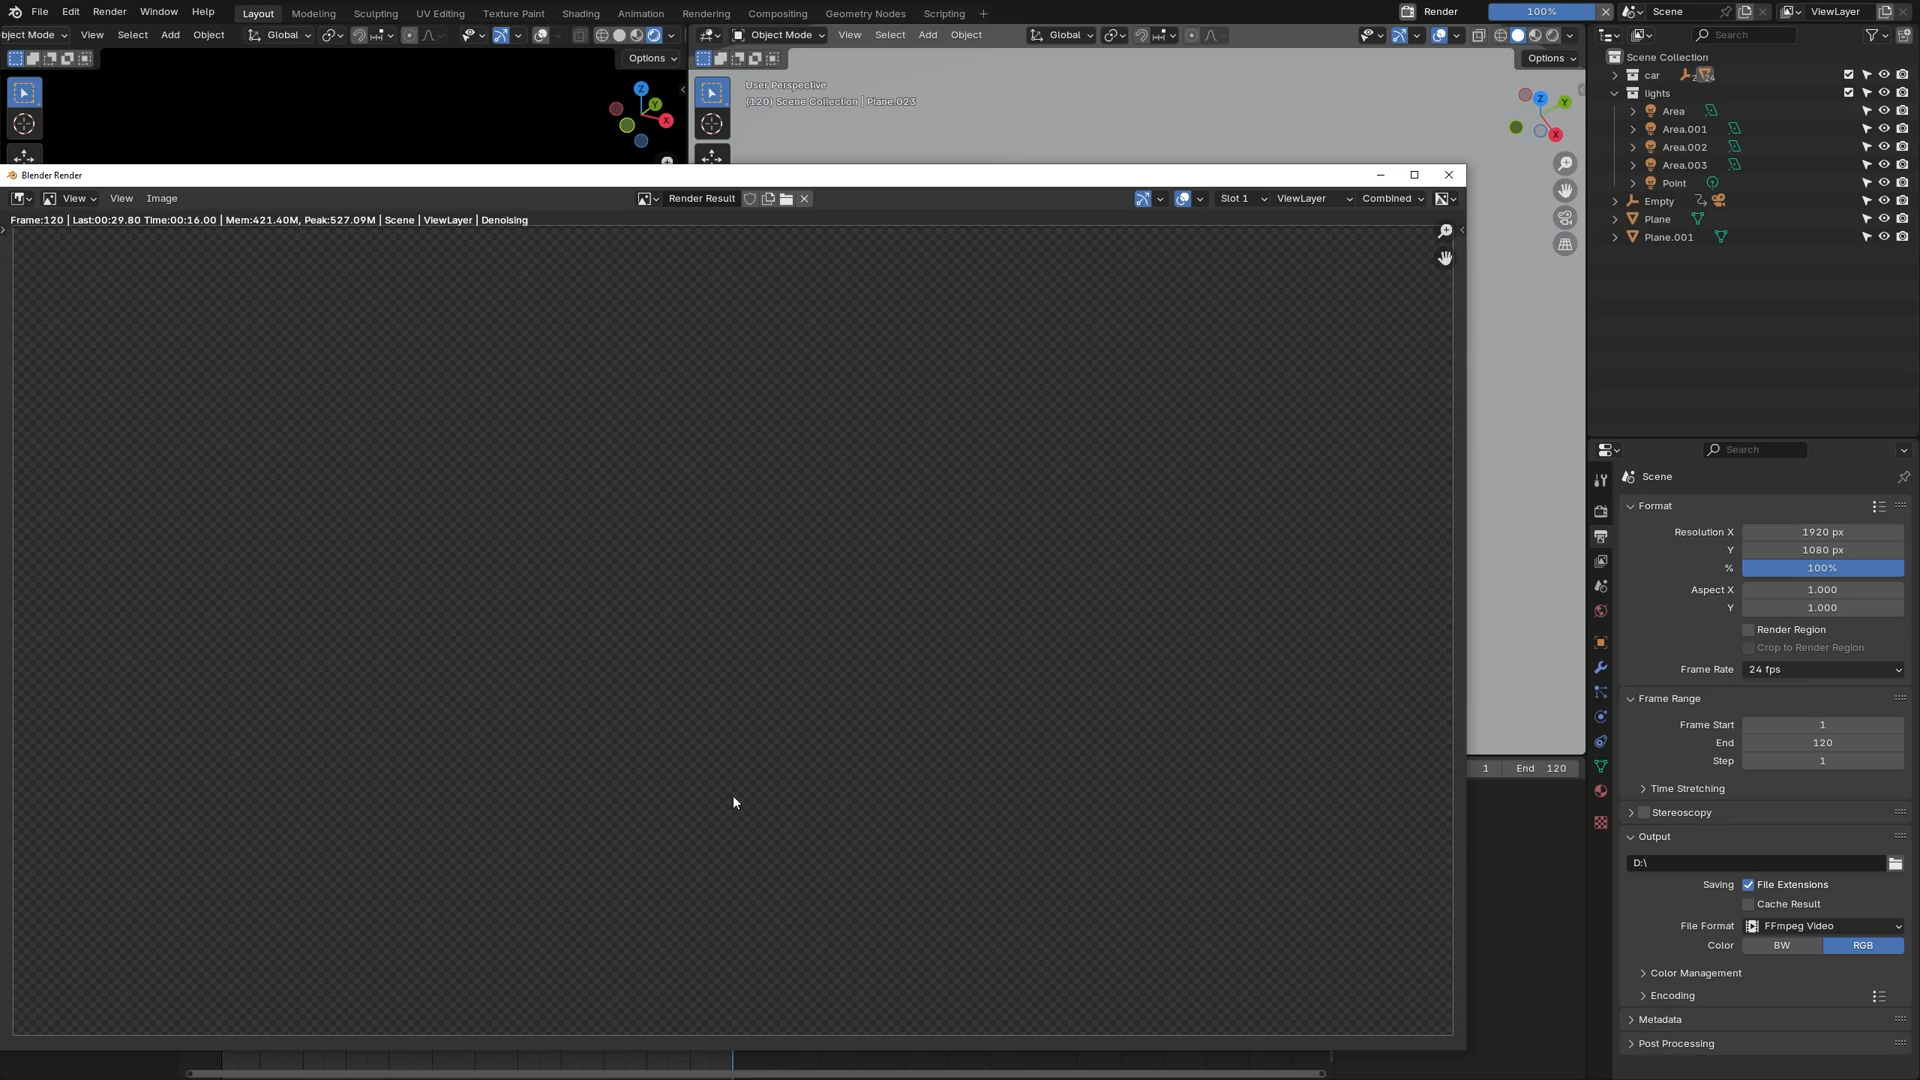 File Edit Render Window Help Layout Modeling Sculpting UV Editing Texture Paint Shading Animation Rendering Compositing Geometry Nodes Scripting + Render 100% Scene ViewLayer
bject Mode View Select Add Object Global Object Mode View Select Add Object Global Search
Options Options
Scene Collection
User Perspective
(120) Scene Collection | Plane.023
Z Y X
Z Y X
car 24
lights
Area
Area.001
Area.002
Area.003
Point
Empty
Plane
Plane.001
Blender Render
View View Image Render Result Slot 1 ViewLayer Combined
Frame:120 | Last:00:29.80 Time:00:16.00 | Mem:421.40M, Peak:527.09M | Scene | ViewLayer | Denoising
1 End 120
Search
Scene
Format
Resolution X 1920 px
Y 1080 px
% 100%
Aspect X 1.000
Y 1.000
Render Region
Crop to Render Region
Frame Rate 24 fps
Frame Range
Frame Start 1
End 120
Step 1
Time Stretching
Stereoscopy
Output
D:\
Saving File Extensions
Cache Result
File Format FFmpeg Video
Color BW RGB
Color Management
Encoding
Metadata
Post Processing